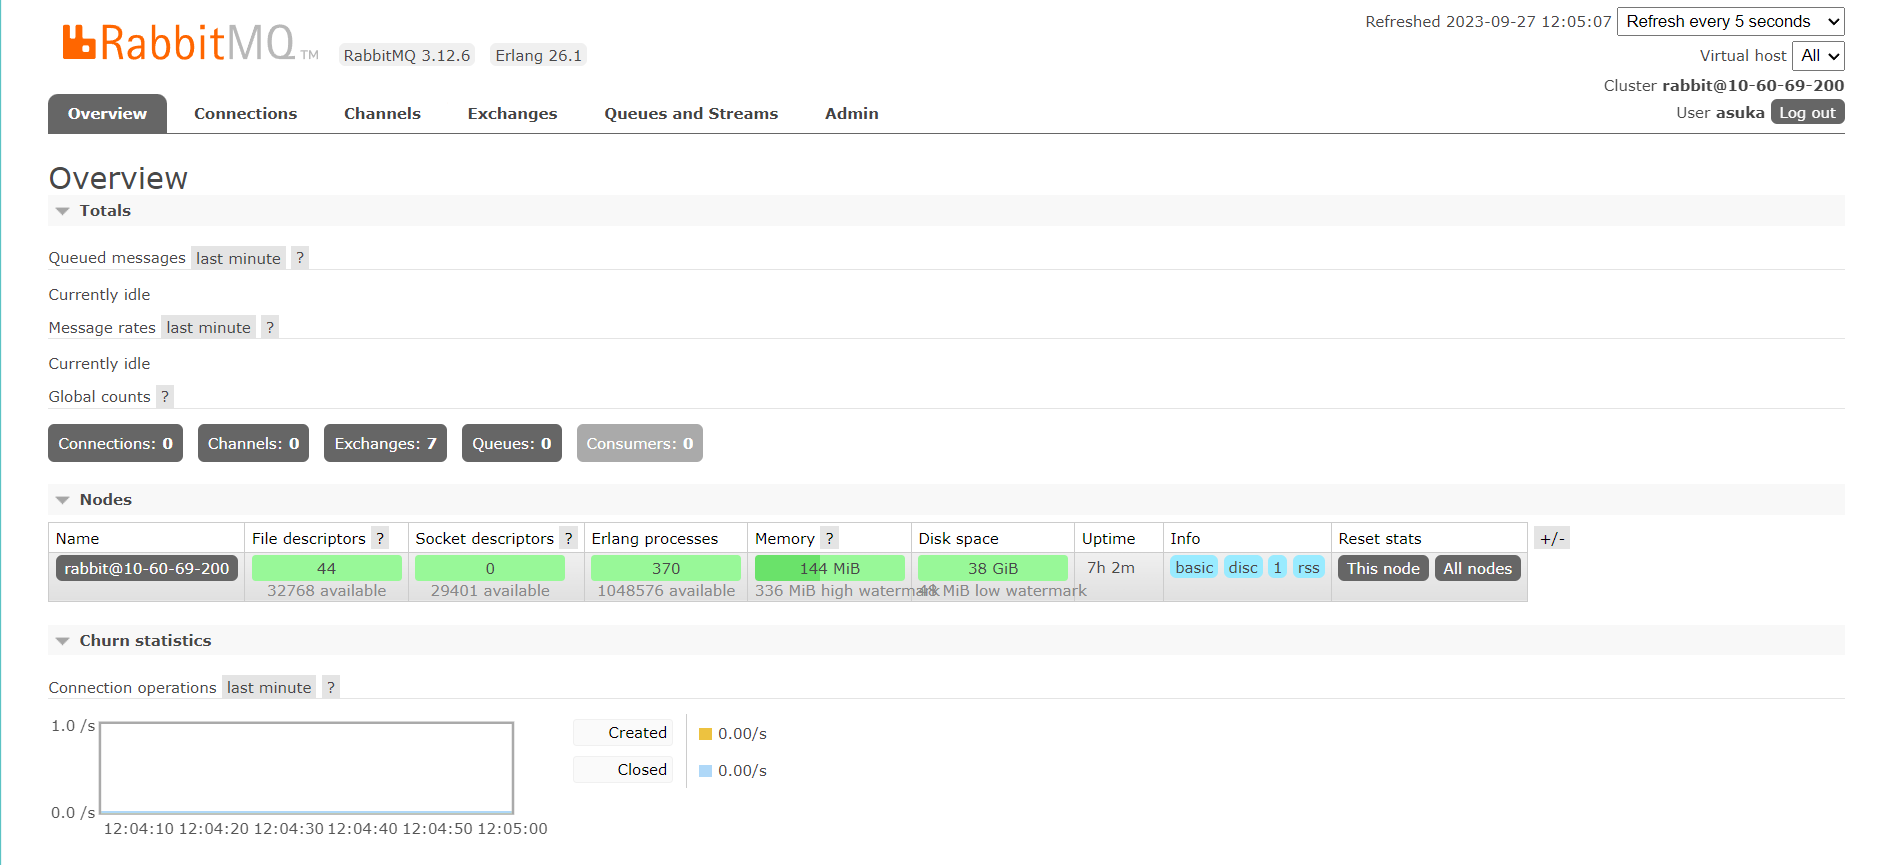 RabbitMQ TM RabbitMQ 3.12.6 Erlang 26.1
Refreshed 2023-09-27 12:05:07 Refresh every 5 seconds
Virtual host All
Cluster rabbit@10-60-69-200
User asuka Log out
Overview Connections Channels Exchanges Queues and Streams Admin
Overview
Totals
Queued messages last minute ?
Currently idle
Message rates last minute ?
Currently idle
Global counts ?
Connections: 0 Channels: 0 Exchanges: 7 Queues: 0 Consumers: 0
Nodes
Name File descriptors ? Socket descriptors ? Erlang processes Memory ? Disk space Uptime Info Reset stats +/-
rabbit@10-60-69-200 44 0 370 144 MiB 38 GiB 7h 2m basic disc 1 rss This node All nodes
32768 available 29401 available 1048576 available 336 MiB high watermark 48 MiB low watermark
Churn statistics
Connection operations last minute ?
1.0 /s
Created 0.00/s
Closed 0.00/s
0.0 /s
12:04:10 12:04:20 12:04:30 12:04:40 12:04:50 12:05:00